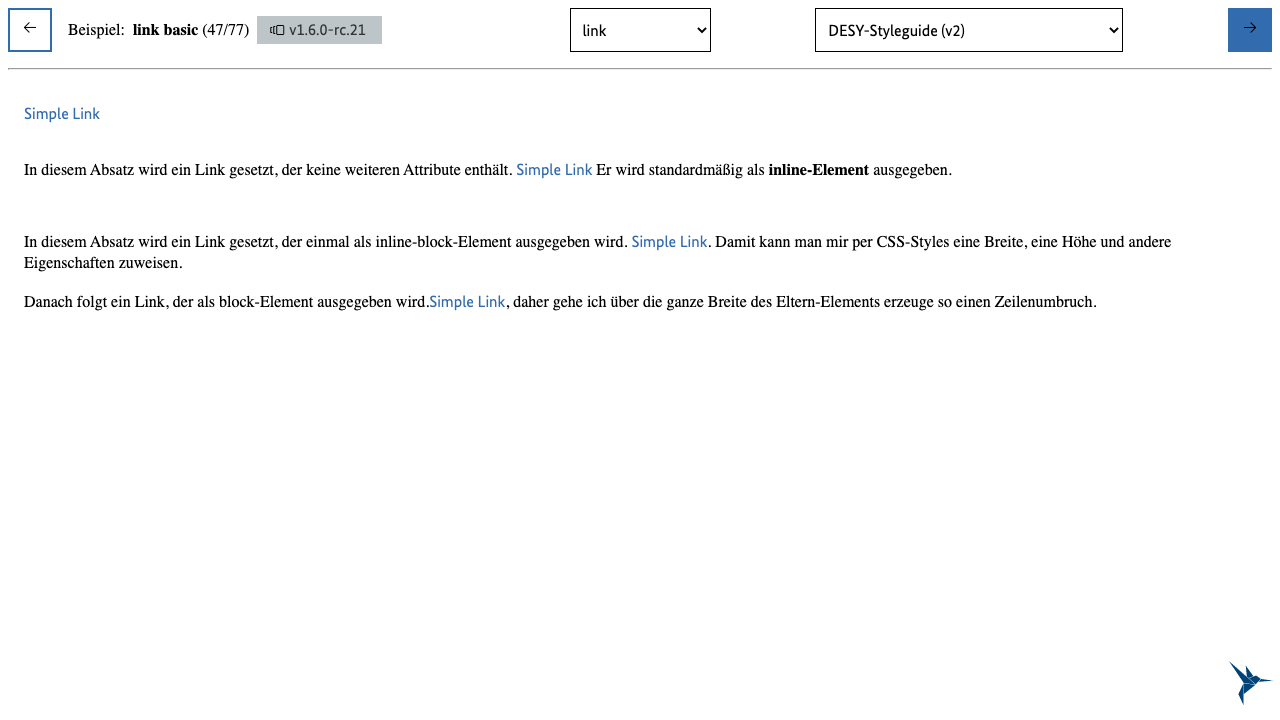 Beispiel: link basic (47/77) v1.6.0-rc.21 link DESY-Styleguide (v2)
Simple Link
In diesem Absatz wird ein Link gesetzt, der keine weiteren Attribute enthält. Simple Link Er wird standardmäßig als inline-Element ausgegeben.
In diesem Absatz wird ein Link gesetzt, der einmal als inline-block-Element ausgegeben wird. Simple Link. Damit kann man mir per CSS-Styles eine Breite, eine Höhe und andere
Eigenschaften zuweisen.
Danach folgt ein Link, der als block-Element ausgegeben wird.Simple Link, daher gehe ich über die ganze Breite des Eltern-Elements erzeuge so einen Zeilenumbruch.